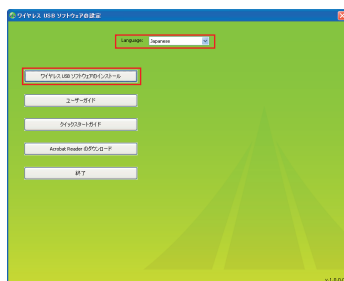 ワイヤレス USB ソフトウェアの設定
Language: Japanese
ワイヤレス USB ソフトウェアのインストール
ユーザーガイド
クイックスタートガイド
Acrobat Reader のダウンロード
終了